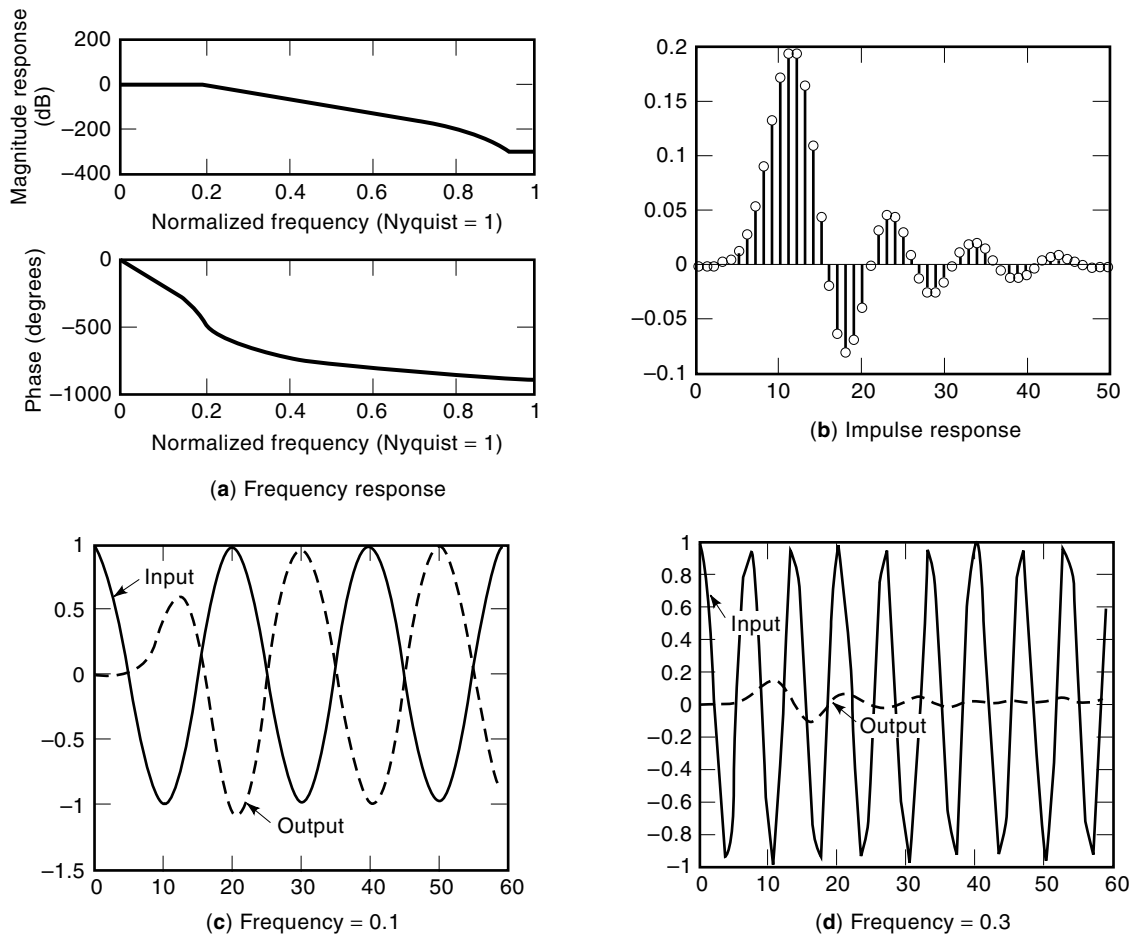 Magnitude response
(dB)
200
0
−200
−400
0 0.2 0.4 0.6 0.8 1
Normalized frequency (Nyquist = 1)
Phase (degrees)
0
−500
−1000
0 0.2 0.4 0.6 0.8 1
Normalized frequency (Nyquist = 1)
(a) Frequency response
0.2
0.15
0.1
0.05
0
−0.05
−0.1
0 10 20 30 40 50
(b) Impulse response
1
0.5
0
−0.5
−1
−1.5
Input
Output
0 10 20 30 40 50 60
(c) Frequency = 0.1
1
0.8
0.6
0.4
0.2
0
−0.2
−0.4
−0.6
−0.8
−1
Input
Output
0 10 20 30 40 50 60
(d) Frequency = 0.3